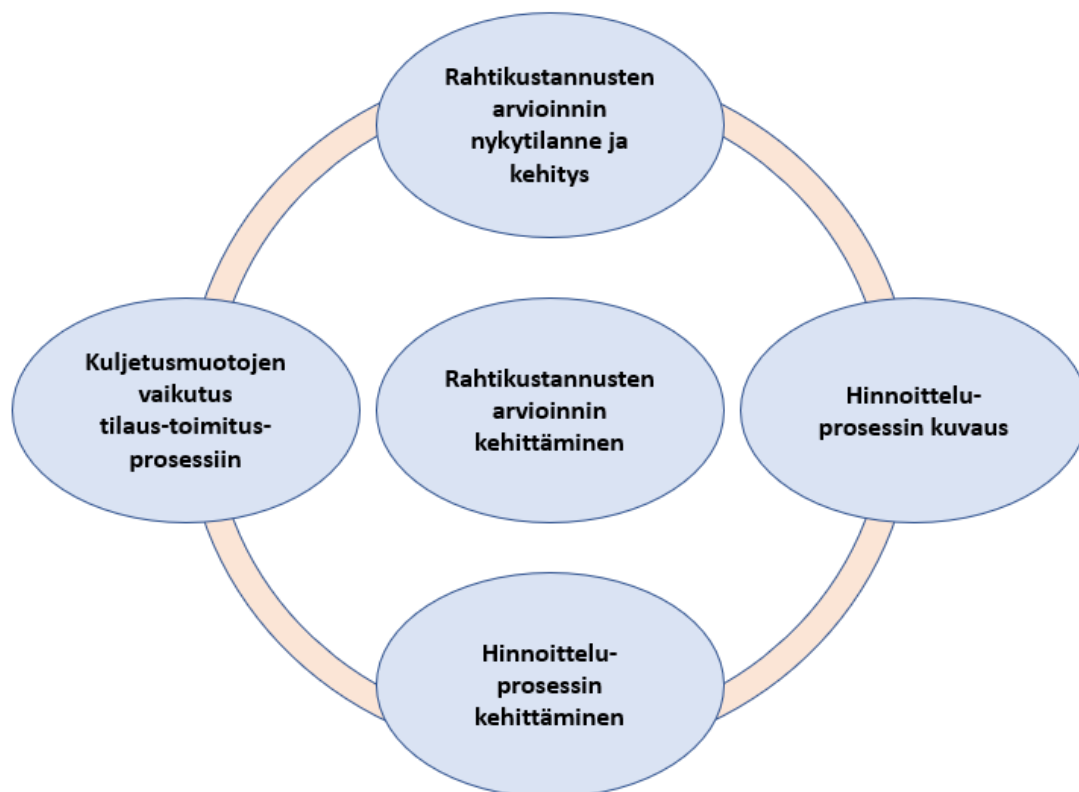 Rahtikustannusten
arvioinnin
nykytilanne ja
kehitys
Kuljetusmuotojen
vaikutus
tilaus-toimitus-
prosessiin
Rahtikustannusten
arvioinnin
kehittäminen
Hinnoittelu-
prosessin kuvaus
Hinnoittelu-
prosessin
kehittäminen